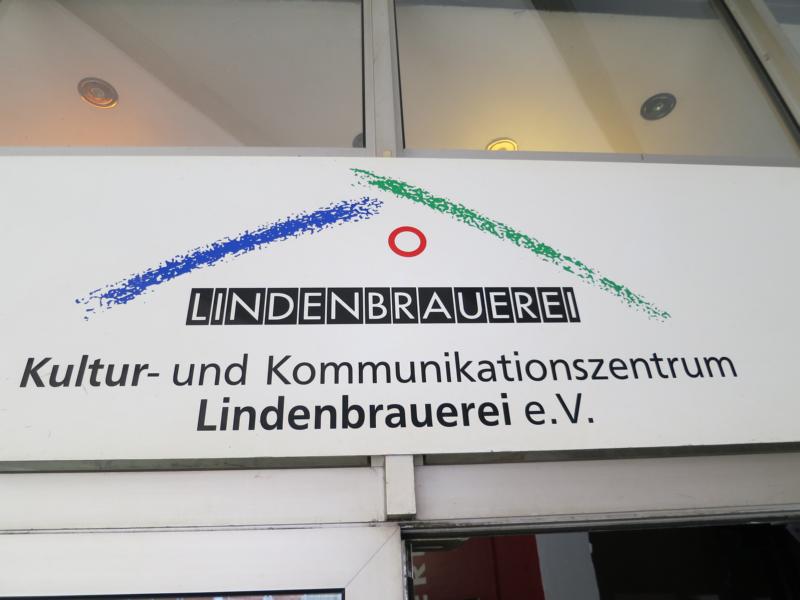 LINDENBRAUEREI
Kultur- und Kommunikationszentrum
Lindenbrauerei e.V.